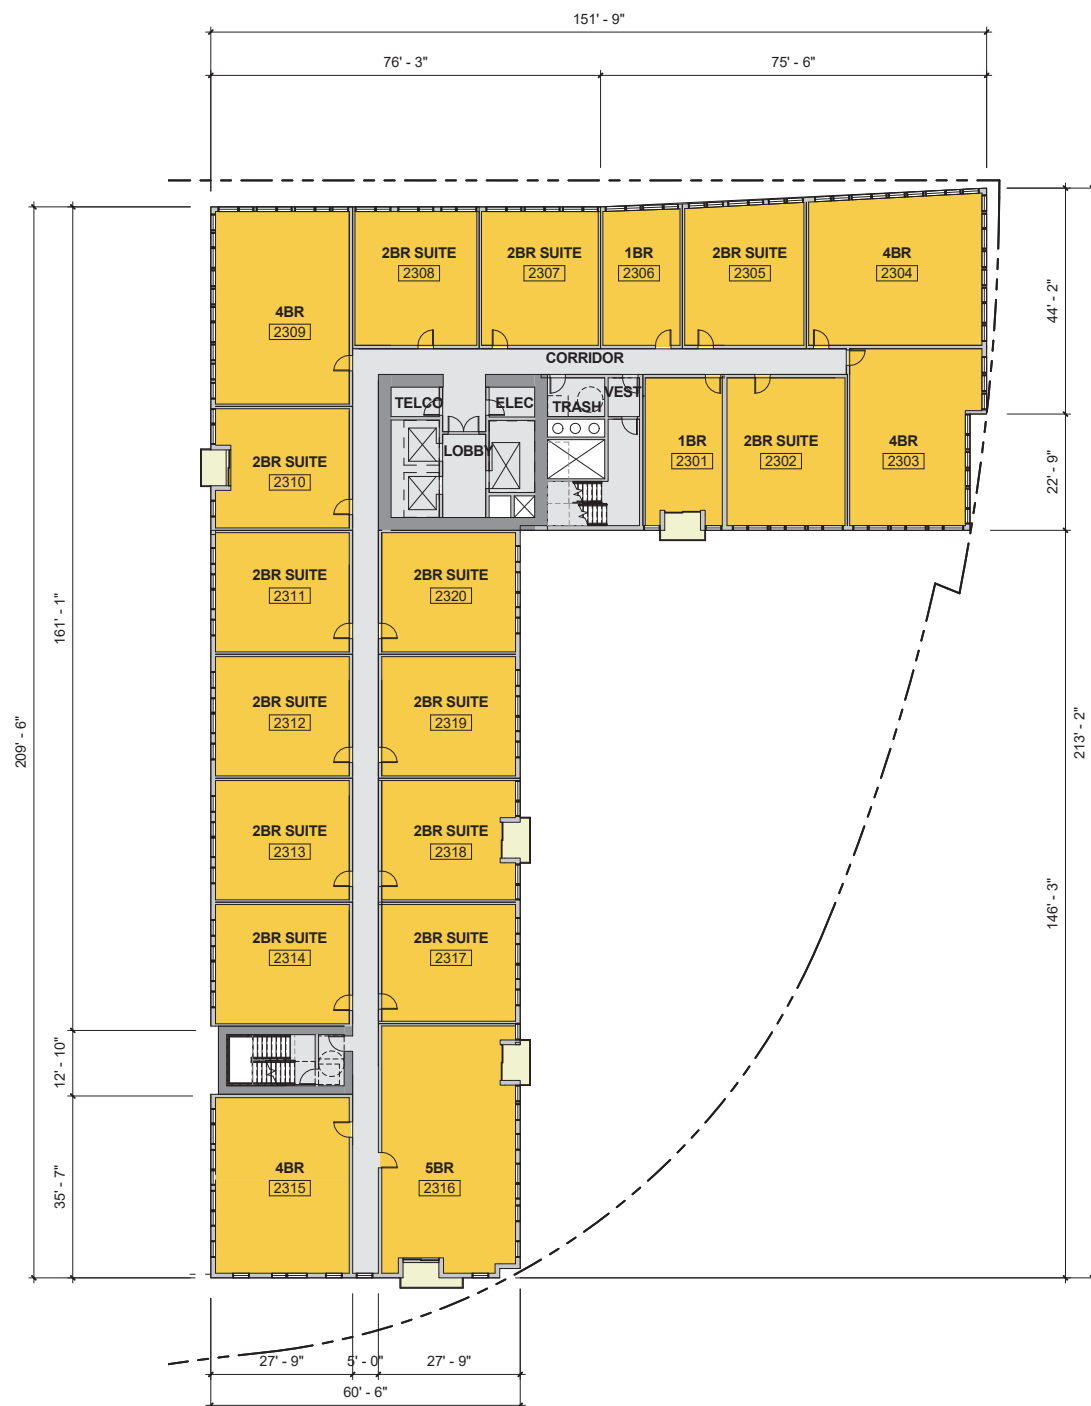 151' - 9"
76' - 3"
75' - 6"
2BR SUITE
2308
2BR SUITE
2307
1BR
2306
2BR SUITE
2305
4BR
2304
4BR
2309
44' - 2"
CORRIDOR
TELCO
ELEC
TRASH
VEST.
LOBBY
1BR
2301
2BR SUITE
2302
4BR
2303
2BR SUITE
2310
22' - 9"
2BR SUITE
2311
2BR SUITE
2320
161' - 1"
2BR SUITE
2312
2BR SUITE
2319
209' - 6"
213' - 2"
2BR SUITE
2313
2BR SUITE
2318
146' - 3"
2BR SUITE
2314
2BR SUITE
2317
12' - 10"
4BR
2315
5BR
2316
35' - 7"
27' - 9"
5' - 0"
27' - 9"
60' - 6"